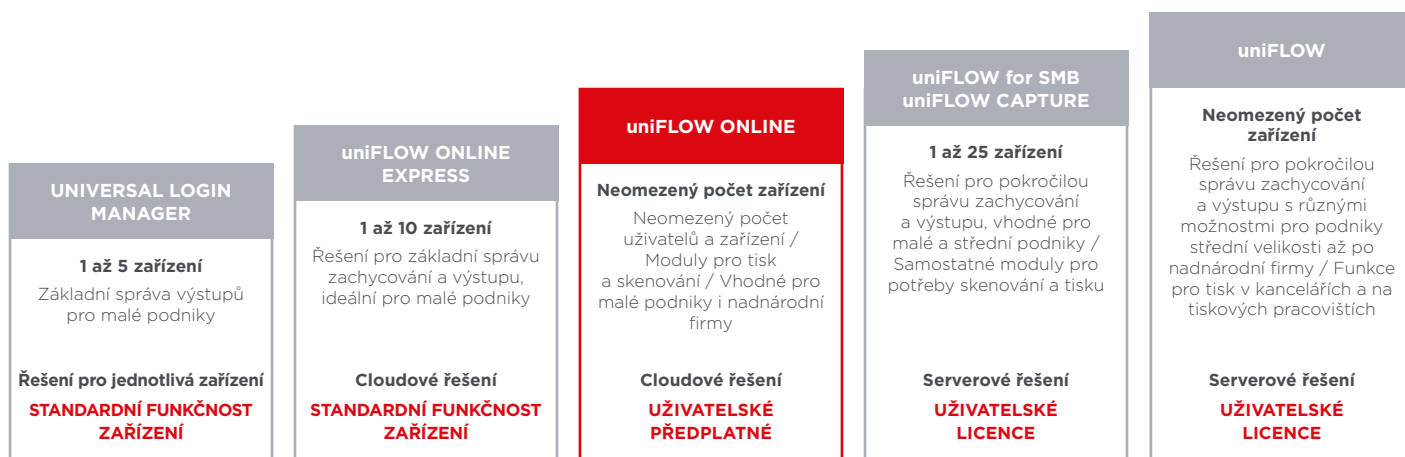 UNIVERSAL LOGIN
MANAGER
1 až 5 zařízení
Základní správa výstupů
pro malé podniky
Řešení pro jednotlivá zařízení
STANDARDNÍ FUNKČNOST
ZAŘÍZENÍ
uniFLOW ONLINE
EXPRESS
1 až 10 zařízení
Řešení pro základní správu
zachycování a výstupu,
ideální pro malé podniky
Cloudové řešení
STANDARDNÍ FUNKČNOST
ZAŘÍZENÍ
uniFLOW ONLINE
Neomezený počet zařízení
Neomezený počet
uživatelů a zařízení /
Moduly pro tisk
a skenování / Vhodné pro
malé podniky i nadnárodní
firmy
Cloudové řešení
UŽIVATELSKÉ
PŘEDPLATNÉ
uniFLOW for SMB
uniFLOW CAPTURE
1 až 25 zařízení
Řešení pro pokročilou
správu zachycování
a výstupu, vhodné pro
malé a střední podniky /
Samostatné moduly pro
potřeby skenování a tisku
Serverové řešení
UŽIVATELSKÉ
LICENCE
uniFLOW
Neomezený počet
zařízení
Řešení pro pokročilou
správu zachycování
a výstupu s různými
možnostmi pro podniky
střední velikosti až po
nadnárodní firmy / Funkce
pro tisk v kancelářích a na
tiskových pracovištích
Serverové řešení
UŽIVATELSKÉ
LICENCE